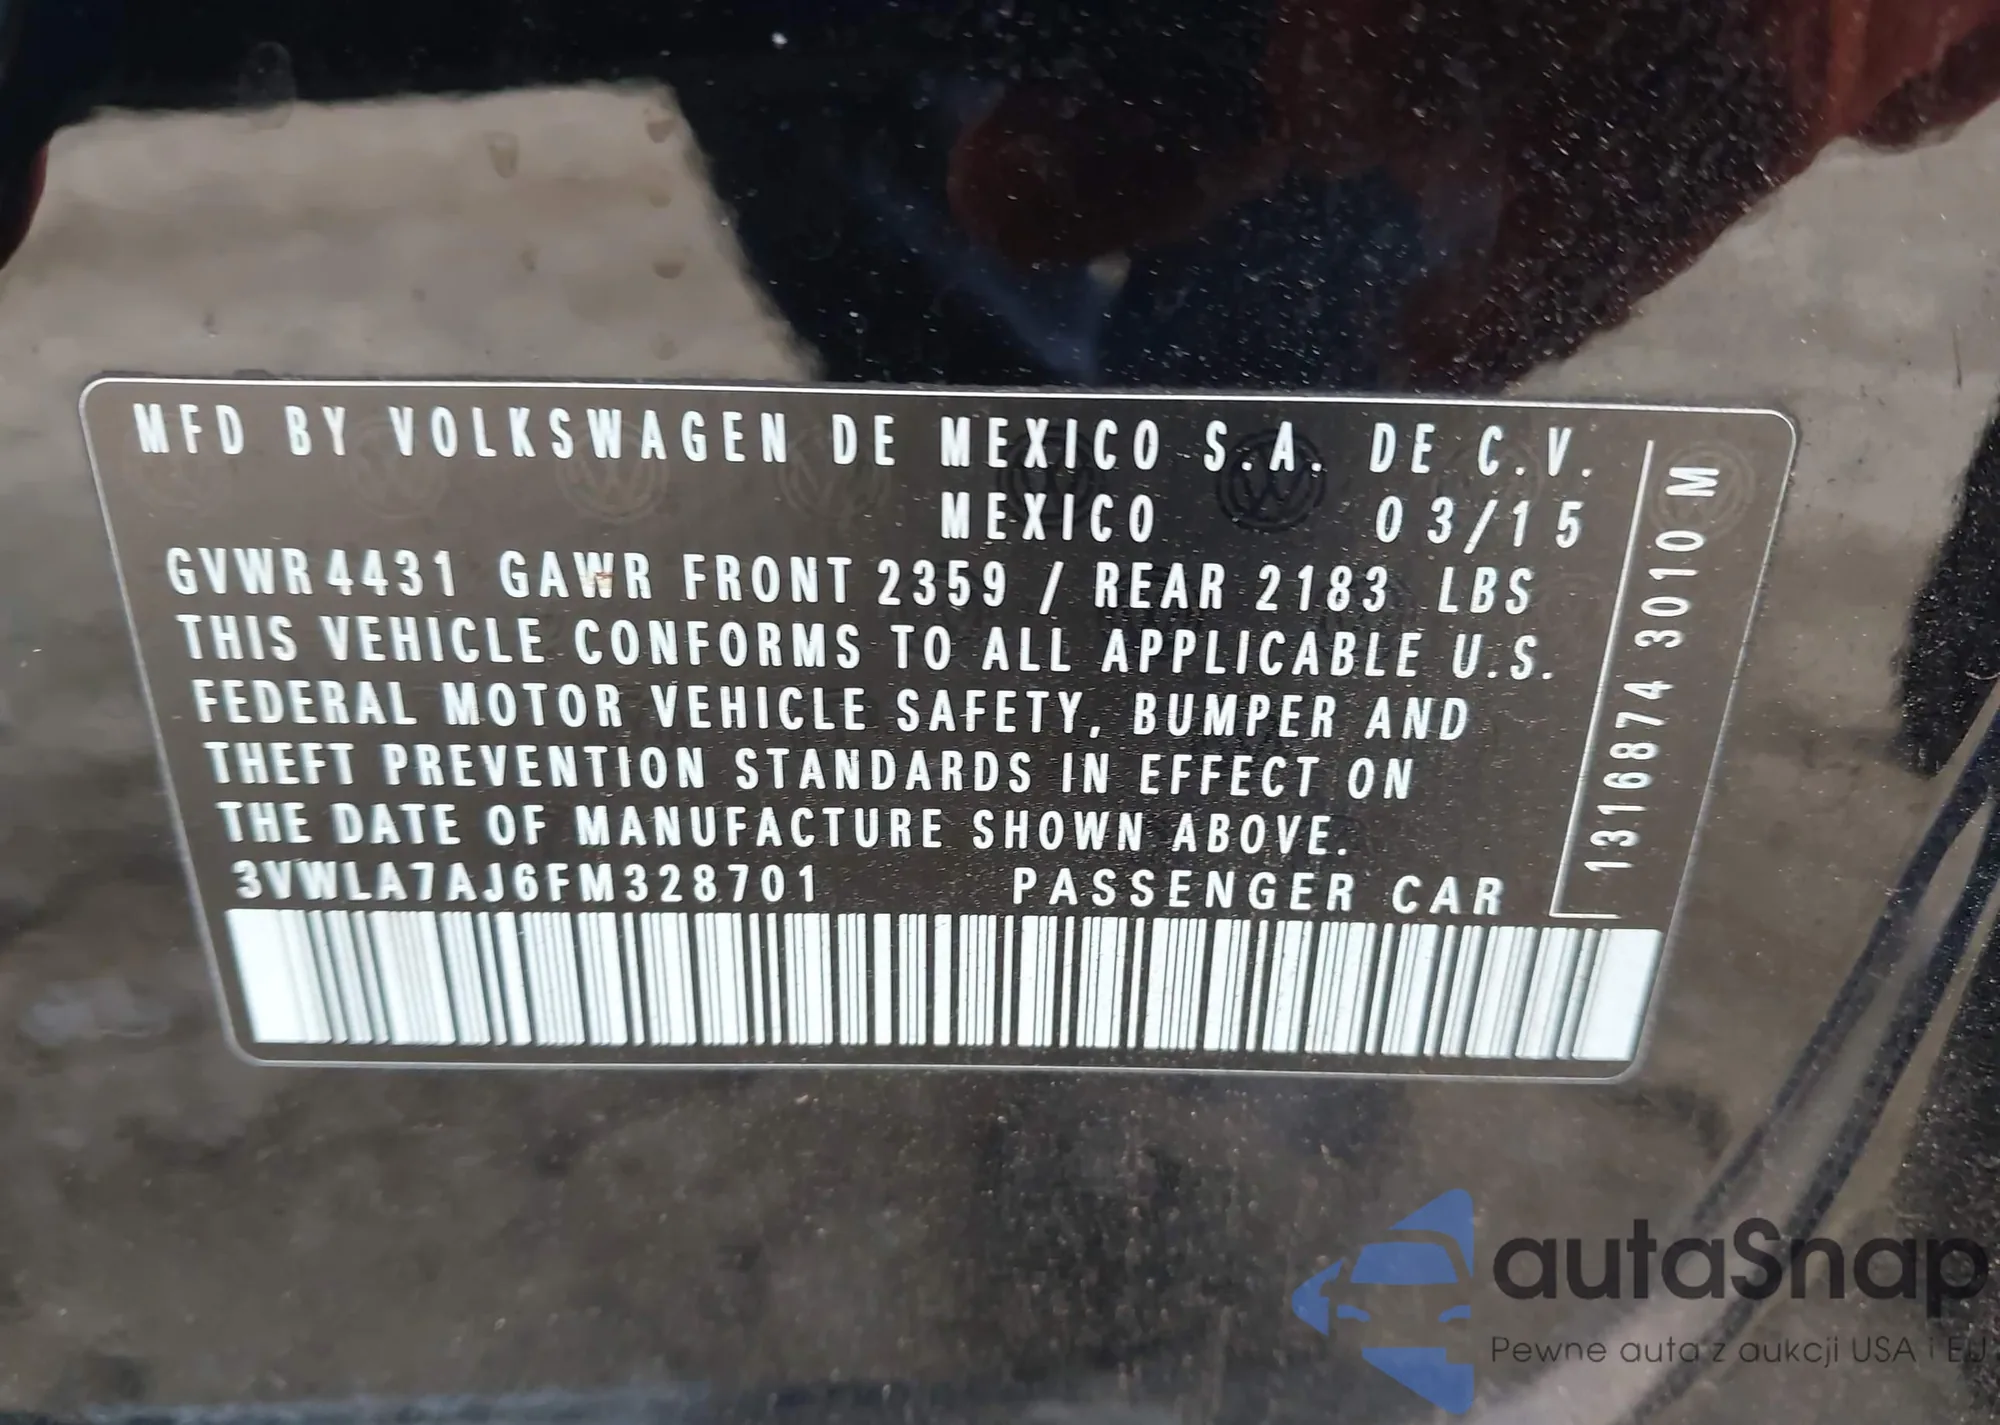 MFD BY VOLKSWAGEN DE MEXICO S.A. DE C.V.
MEXICO 03/15
GVWR 4431 GAWR FRONT 2359 / REAR 2183 LBS
THIS VEHICLE CONFORMS TO ALL APPLICABLE U.S.
FEDERAL MOTOR VEHICLE SAFETY, BUMPER AND
THEFT PREVENTION STANDARDS IN EFFECT ON
THE DATE OF MANUFACTURE SHOWN ABOVE.
3VWLA7AJ6FM328701 PASSENGER CAR
1316874 3010 M
autaSnap
Pewne auta z aukcji USA i EU